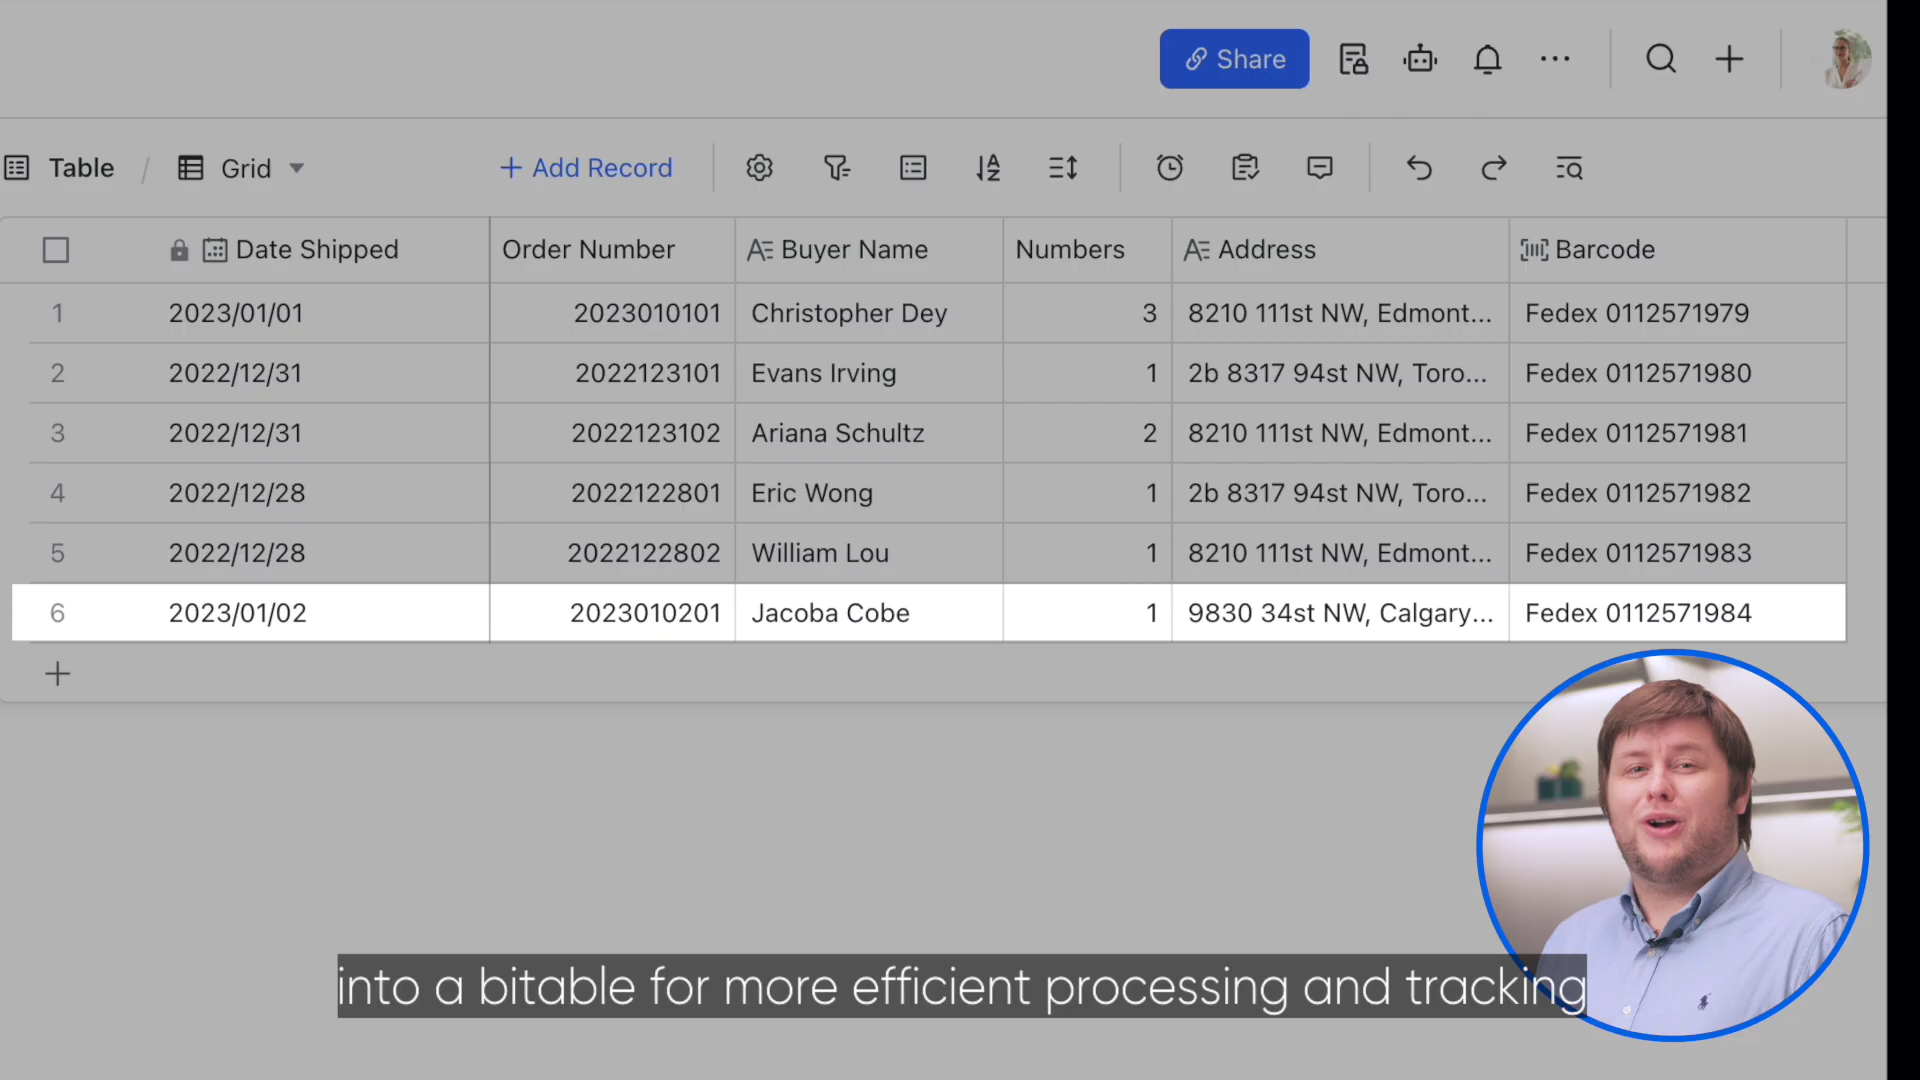 Share
Table / Grid + Add Record
Date Shipped Order Number Buyer Name Numbers Address Barcode
1 2023/01/01 2023010101 Christopher Dey 3 8210 111st NW, Edmont... Fedex 0112571979
2 2022/12/31 2022123101 Evans Irving 1 2b 8317 94st NW, Toro... Fedex 0112571980
3 2022/12/31 2022123102 Ariana Schultz 2 8210 111st NW, Edmont... Fedex 0112571981
4 2022/12/28 2022122801 Eric Wong 1 2b 8317 94st NW, Toro... Fedex 0112571982
5 2022/12/28 2022122802 William Lou 1 8210 111st NW, Edmont... Fedex 0112571983
6 2023/01/02 2023010201 Jacoba Cobe 1 9830 34st NW, Calgary... Fedex 0112571984
into a bitable for more efficient processing and tracking